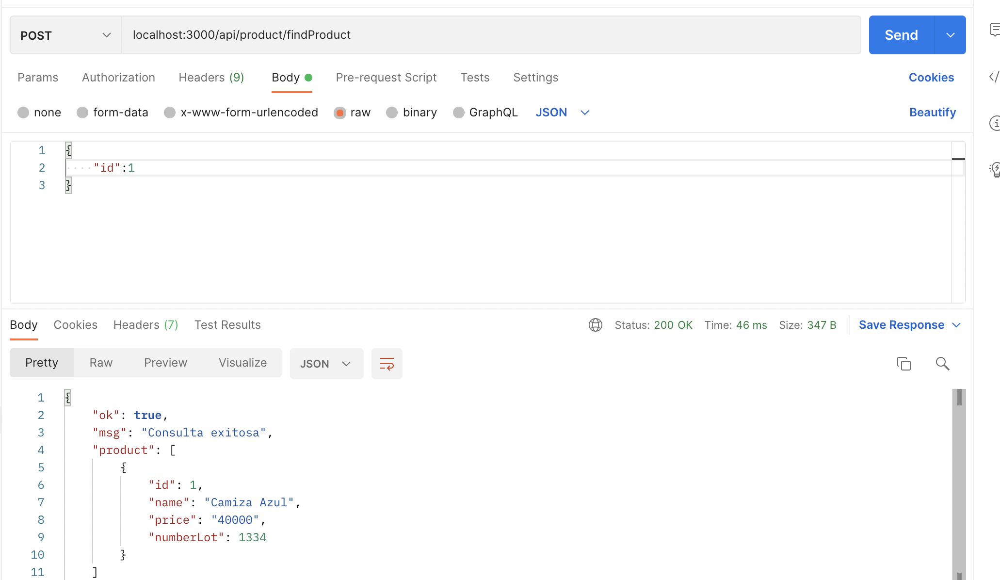 POST localhost:3000/api/product/findProduct Send
Params Authorization Headers (9) Body Pre-request Script Tests Settings Cookies
none form-data x-www-form-urlencoded raw binary GraphQL JSON Beautify
1 {
2 "id":1
3 }
Body Cookies Headers (7) Test Results Status: 200 OK Time: 46 ms Size: 347 B Save Response
Pretty Raw Preview Visualize JSON
1 {
2 "ok": true,
3 "msg": "Consulta exitosa",
4 "product": [
5 {
6 "id": 1,
7 "name": "Camiza Azul",
8 "price": "40000",
9 "numberLot": 1334
10 }
11 ]